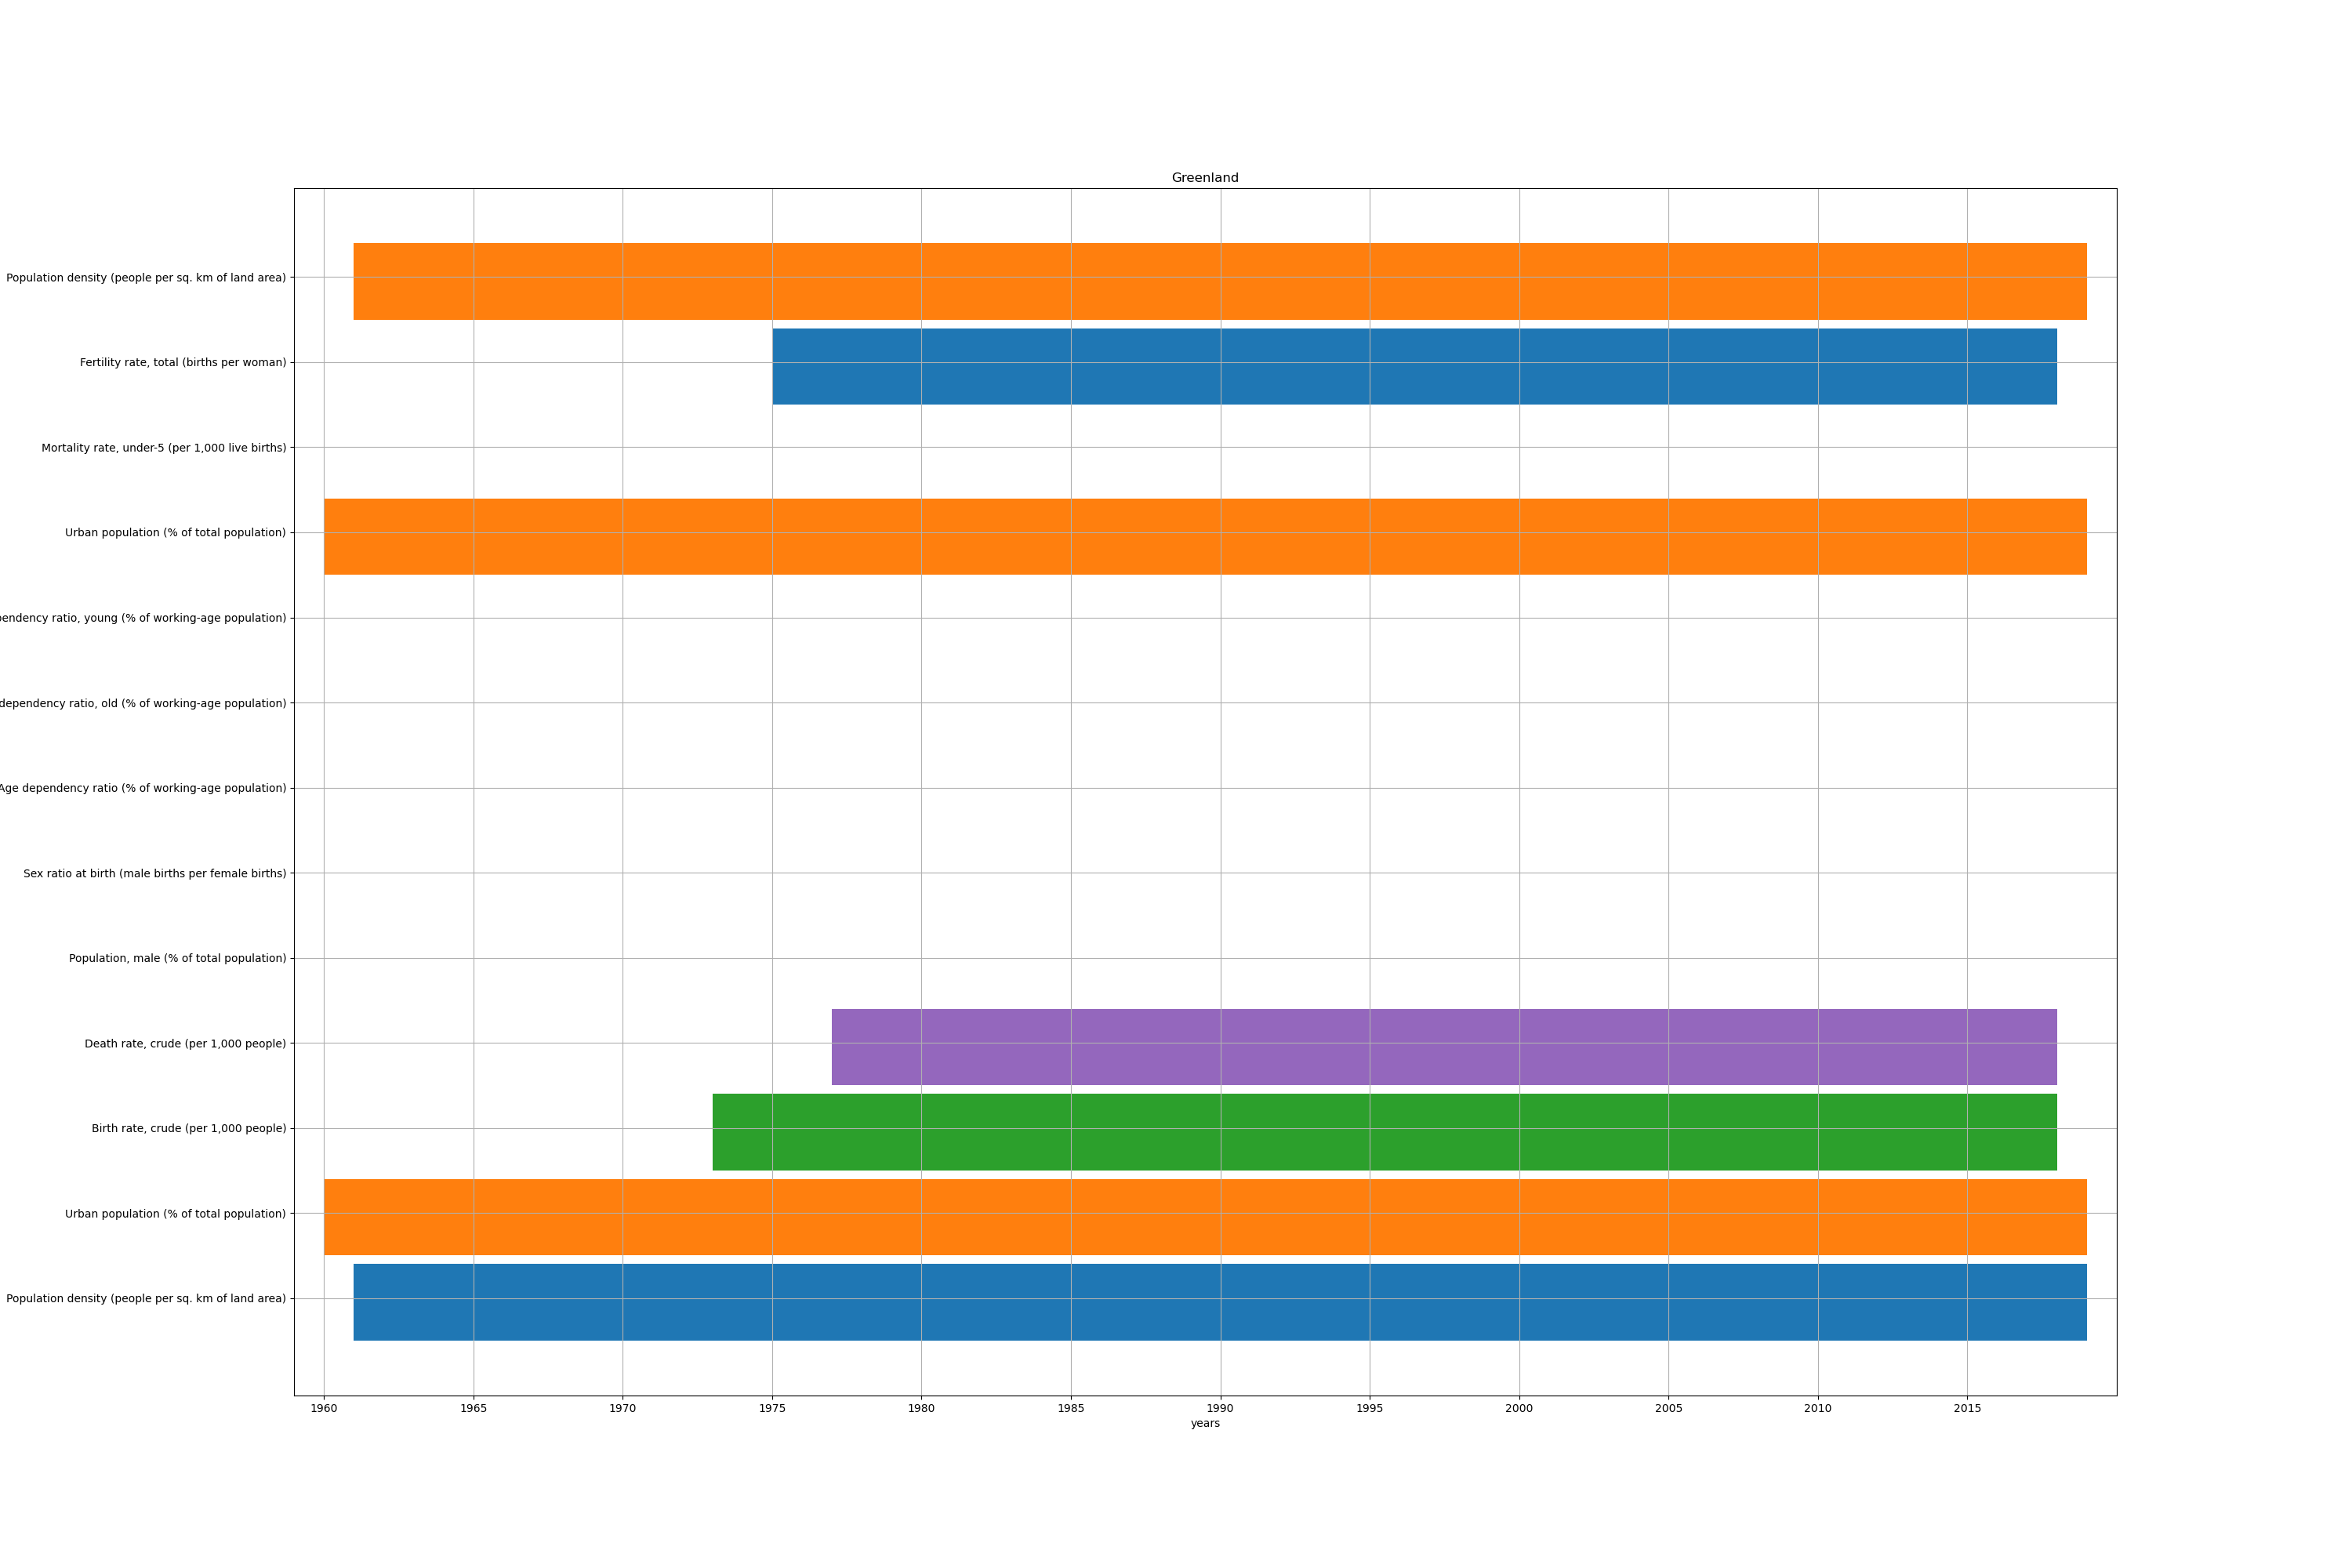 Greenland
Population density (people per sq. km of land area)
Fertility rate, total (births per woman)
Mortality rate, under-5 (per 1,000 live births)
Urban population (% of total population)
ratio, young (% of working-age population)
dependency ratio, old (% of working-age population)
Age dependency ratio (% of working-age population)
Sex ratio at birth (male births per female births)
Population, male (% of total population)
Death rate, crude (per 1,000 people)
Birth rate, crude (per 1,000 people)
Urban population (% of total population)
Population density (people per sq. km of land area)
1960 1965 1970 1975 1980 1985 1990 1995 2000 2005 2010 2015
years